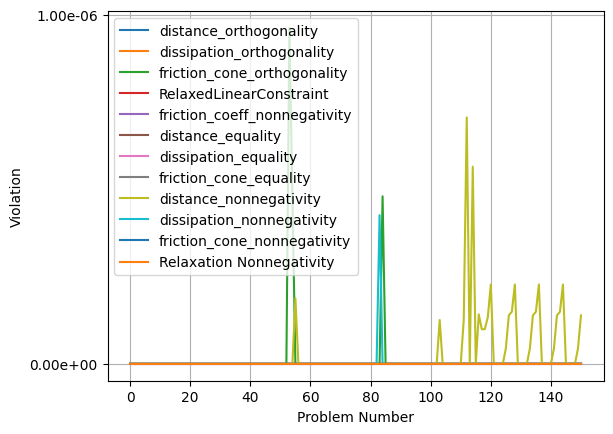 1.00e-06
distance_orthogonality
dissipation_orthogonality
friction_cone_orthogonality
RelaxedLinearConstraint
friction_coeff_nonnegativity
distance_equality
dissipation_equality
friction_cone_equality
distance_nonnegativity
dissipation_nonnegativity
friction_cone_nonnegativity
Relaxation Nonnegativity
Violation
0.00e+00
0 20 40 60 80 100 120 140
Problem Number